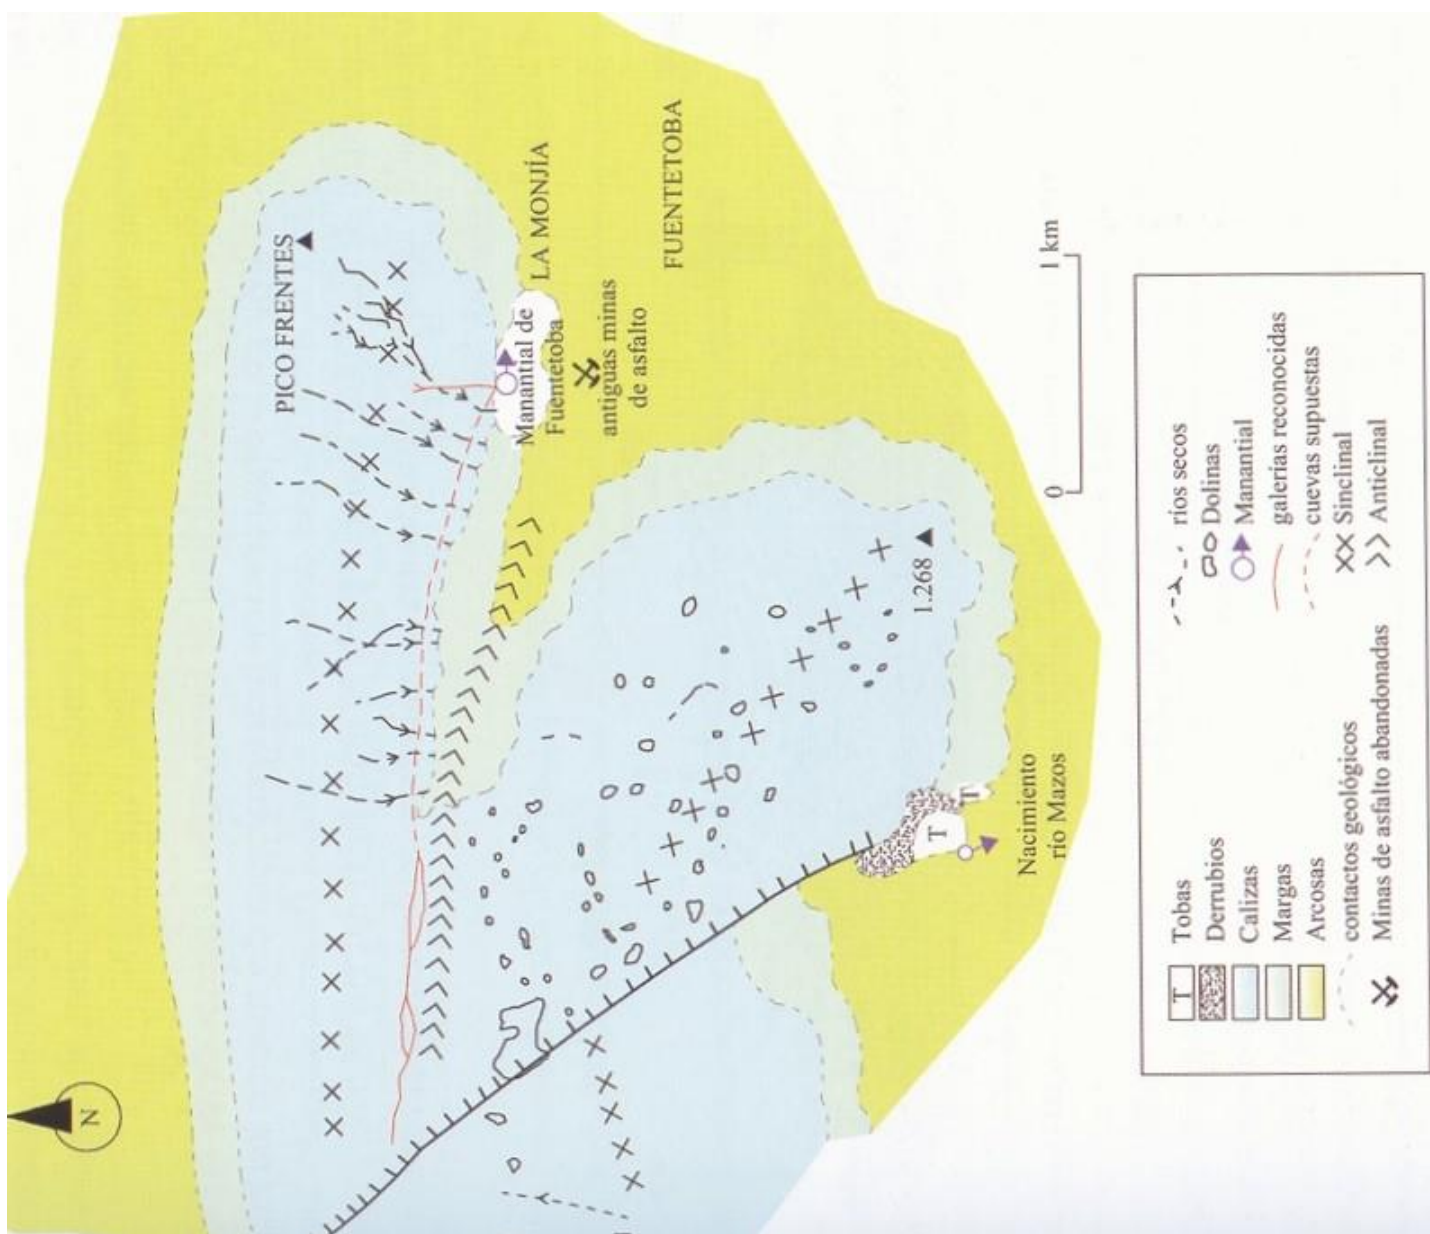 N
PICO FRENTES
LA MONJÍA
Manantial de
Fuentetoba
antiguas minas
de asfalto
FUENTETOBA
1.268
T
T
Nacimiento
río Mazos
0
1 km
T Tobas
Derrubios
Calizas
Margas
Arcosas
contactos geológicos
Minas de asfalto abandonadas
rios secos
Dolinas
Manantial
galerías reconocidas
cuevas supuestas
Sinclinal
Anticlinal